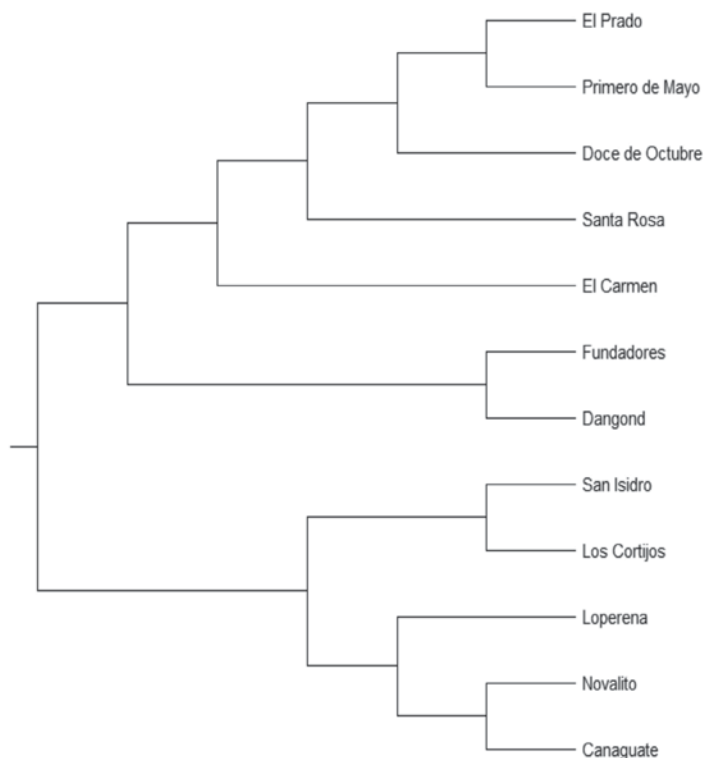 El Prado
Primero de Mayo
Doce de Octubre
Santa Rosa
El Carmen
Fundadores
Dangond
San Isidro
Los Cortijos
Loperena
Novalito
Canaguate